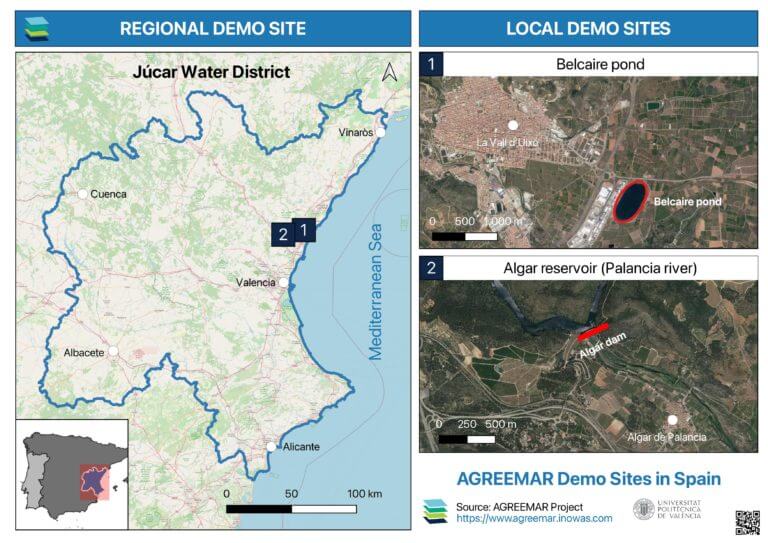 REGIONAL DEMO SITE
Júcar Water District
Vinaròs
Cuenca
2
1
Valencia
Mediterranean Sea
Albacete
Alicante
0 50 100 km
LOCAL DEMO SITES
1
Belcaire pond
La Vall d'Uixó
Belcaire pond
0 500 1,000 m
2
Algar reservoir (Palancia river)
Algar dam
0 250 500 m
Algar de Palancia
AGREEMAR Demo Sites in Spain
Source: AGREEMAR Project
https://www.agreemar.inowas.com
UNIVERSITAT
POLITÈCNICA
DE VALÈNCIA